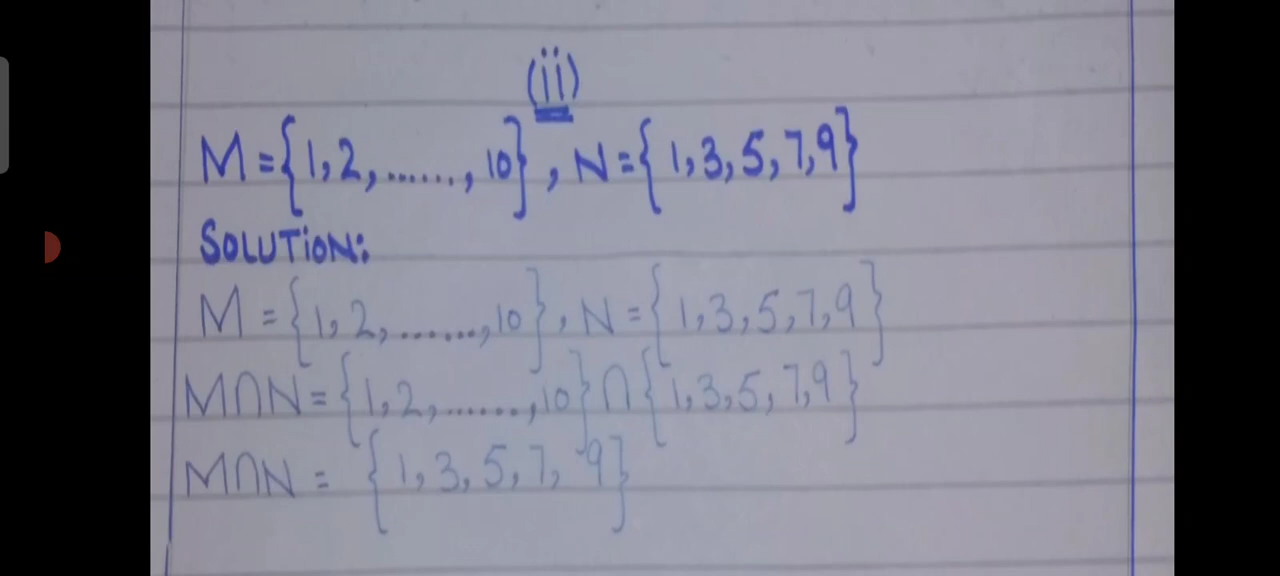 (ii)
M={1,2,......,10}, N={1,3,5,7,9}
SOLUTiON:
M={1,2,.......,10}, N={1,3,5,7,9}
M∩N={1,2,.......,10}∩{1,3,5,7,9}
M∩N = {1,3,5,7,9}